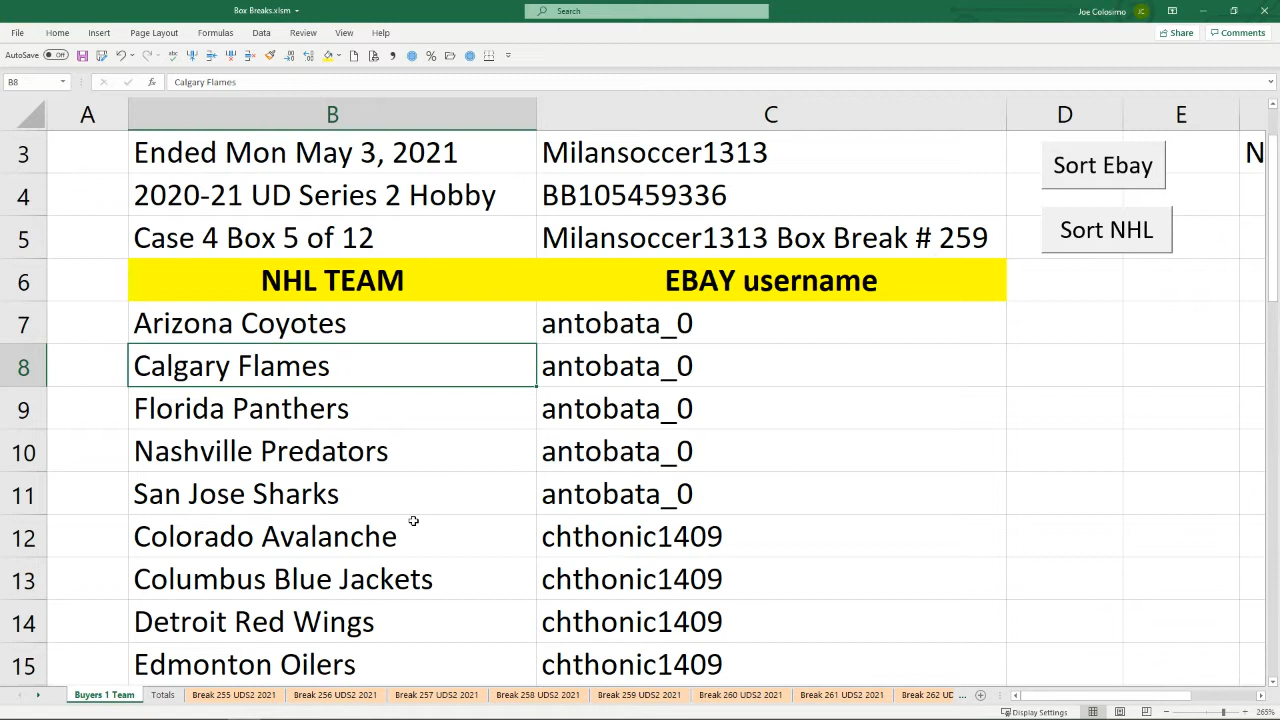 Box Breaks.xlsm
Search
Joe Colosimo JC
File Home Insert Page Layout Formulas Data Review View Help Share Comments
AutoSave Off
B8 fx Calgary Flames
A B C D E
3 Ended Mon May 3, 2021 Milansoccer1313 Sort Ebay N
4 2020-21 UD Series 2 Hobby BB105459336
5 Case 4 Box 5 of 12 Milansoccer1313 Box Break # 259 Sort NHL
6 NHL TEAM EBAY username
7 Arizona Coyotes antobata_0
8 Calgary Flames antobata_0
9 Florida Panthers antobata_0
10 Nashville Predators antobata_0
11 San Jose Sharks antobata_0
12 Colorado Avalanche chthonic1409
13 Columbus Blue Jackets chthonic1409
14 Detroit Red Wings chthonic1409
15 Edmonton Oilers chthonic1409
Buyers 1 Team Totals Break 255 UDS2 2021 Break 256 UDS2 2021 Break 257 UDS2 2021 Break 258 UDS2 2021 Break 259 UDS2 2021 Break 260 UDS2 2021 Break 261 UDS2 2021 Break 262 UD ...
Display Settings 265%